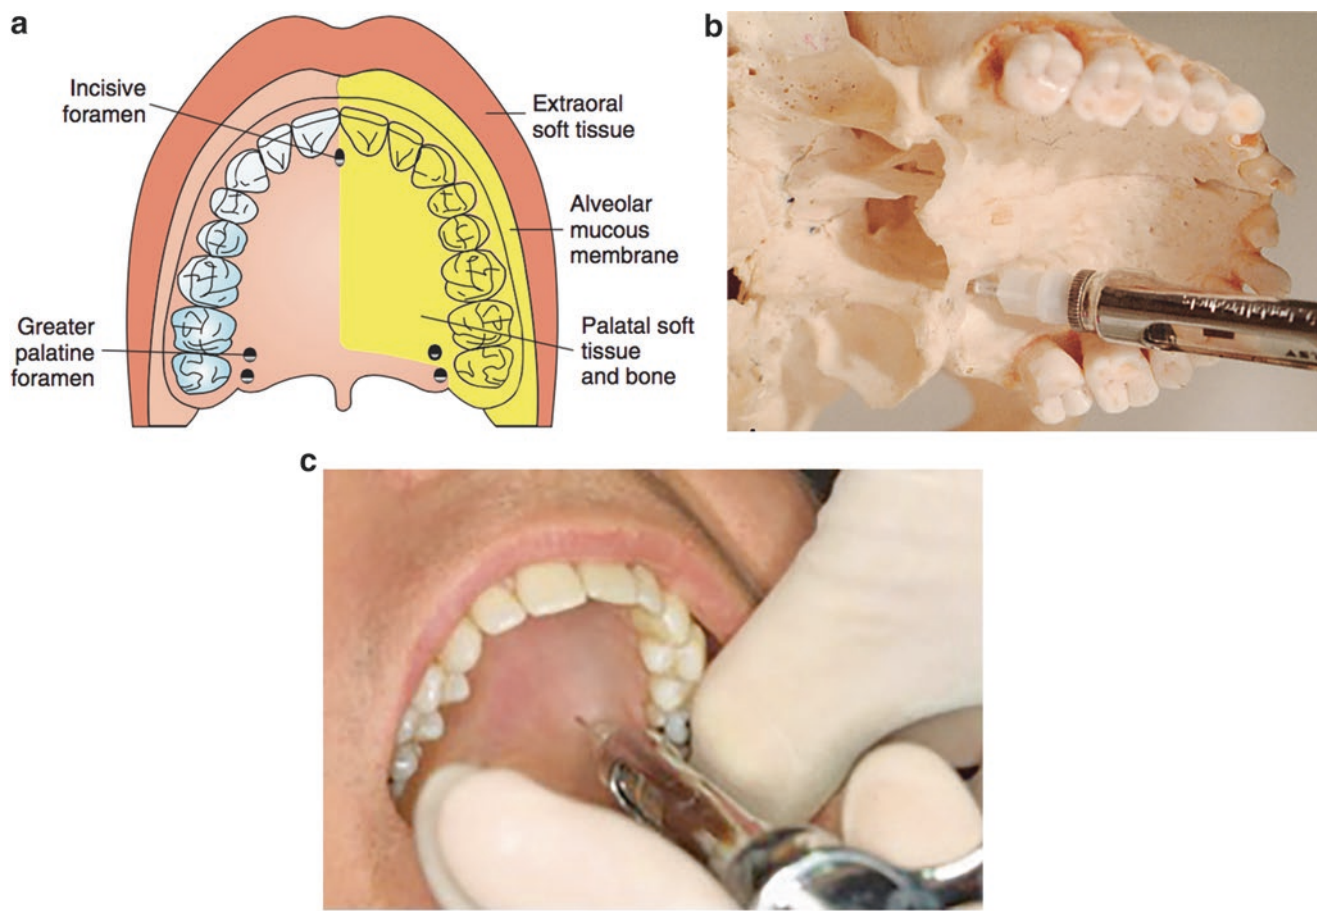 a
Incisive
foramen
Extraoral
soft tissue
Alveolar
mucous
membrane
Greater
palatine
foramen
Palatal soft
tissue
and bone
b
c